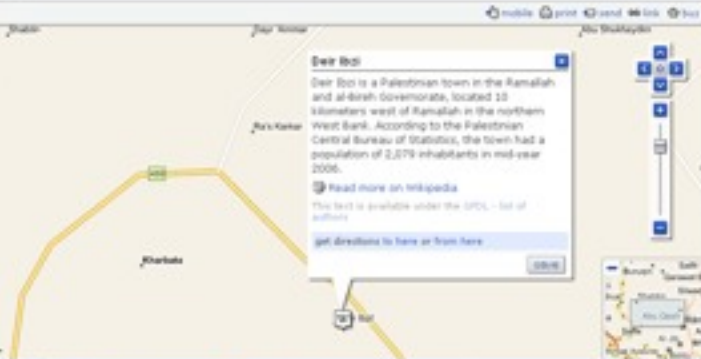 mobile print send link
Shabtin Dayr Ammar Abu Shukhaydim
Deir Ibzi
Deir Ibzi is a Palestinian town in the Ramallah
and al-Bireh Governorate, located 10
kilometers west of Ramallah in the northern
West Bank. According to the Palestinian
Central Bureau of Statistics, the town had a
population of 2,079 inhabitants in mid-year
2006.
Ra's Karkar
Read more on Wikipedia
This text is available under the GFDL - list of
authors
get directions to here or from here
Kharbata
close